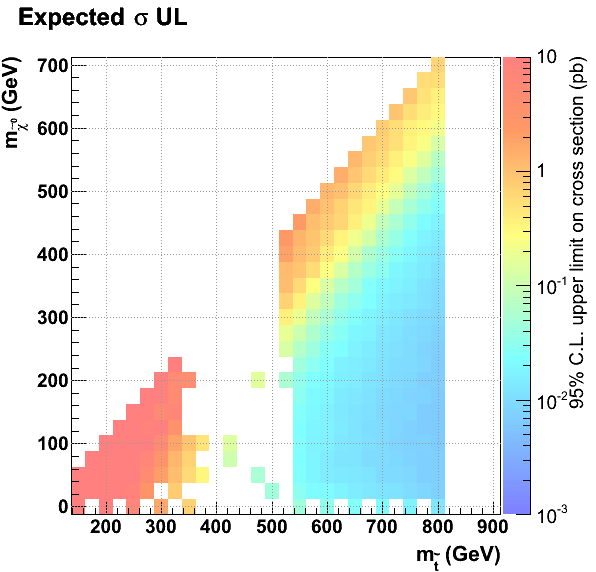 Expected σ UL
m_χ̃⁰ (GeV)
700
600
500
400
300
200
100
0
200 300 400 500 600 700 800 900
m_t̃ (GeV)
10
1
10⁻¹
10⁻²
10⁻³
95% C.L. upper limit on cross section (pb)